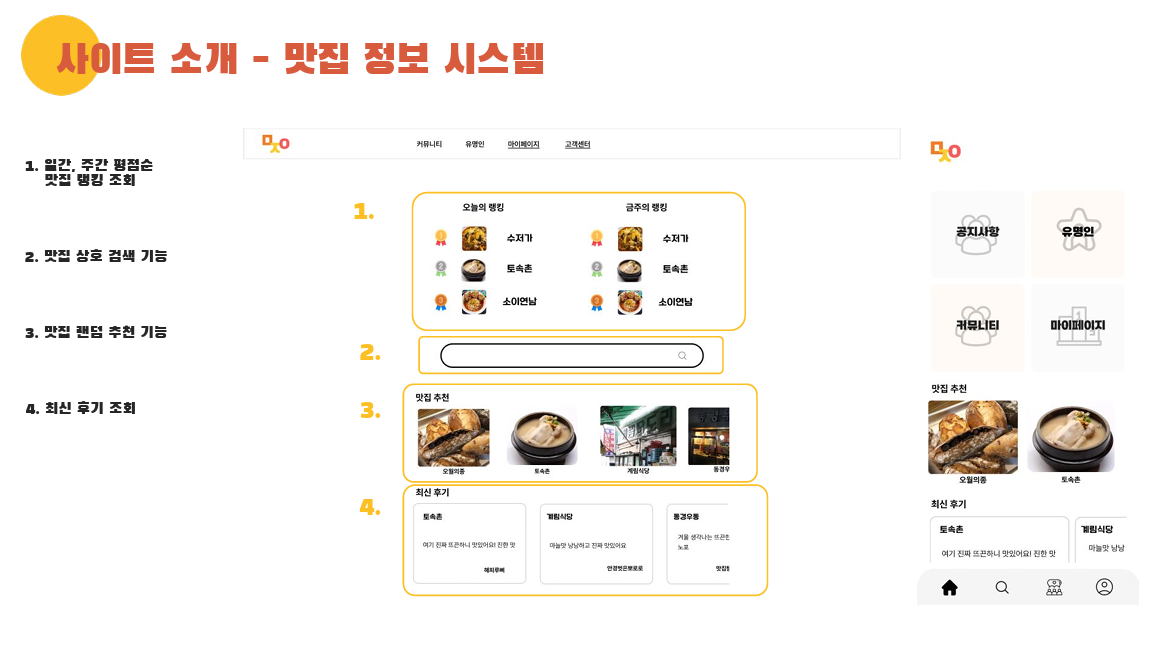 사이트 소개 - 맛집 정보 시스템
1. 일간, 주간 평점순
맛집 랭킹 조회
2. 맛집 상호 검색 기능
3. 맛집 랜덤 추천 기능
4. 최신 후기 조회
커뮤니티 유명인 마이페이지 고객센터
1.
오늘의 랭킹 금주의 랭킹
1 수저가 1 수저가
2 토속촌 2 토속촌
3 소이연남 3 소이연남
2.
3.
맛집 추천
오월의종 토속촌 계림식당 동경우
4.
최신 후기
토속촌 계림식당 동경우동
여기 진짜 뜨끈하니 맛있어요! 진한 맛 마늘맛 낭낭하고 진짜 맛있어요 겨울 생각나는 뜨끈한
노포
해피루삐 안경벗은뽀로로 맛집탐
공지사항 유명인
커뮤니티 마이페이지
맛집 추천
오월의종 토속촌
최신 후기
토속촌 계림식당
여기 진짜 뜨끈하니 맛있어요! 진한 맛 마늘맛 낭낭